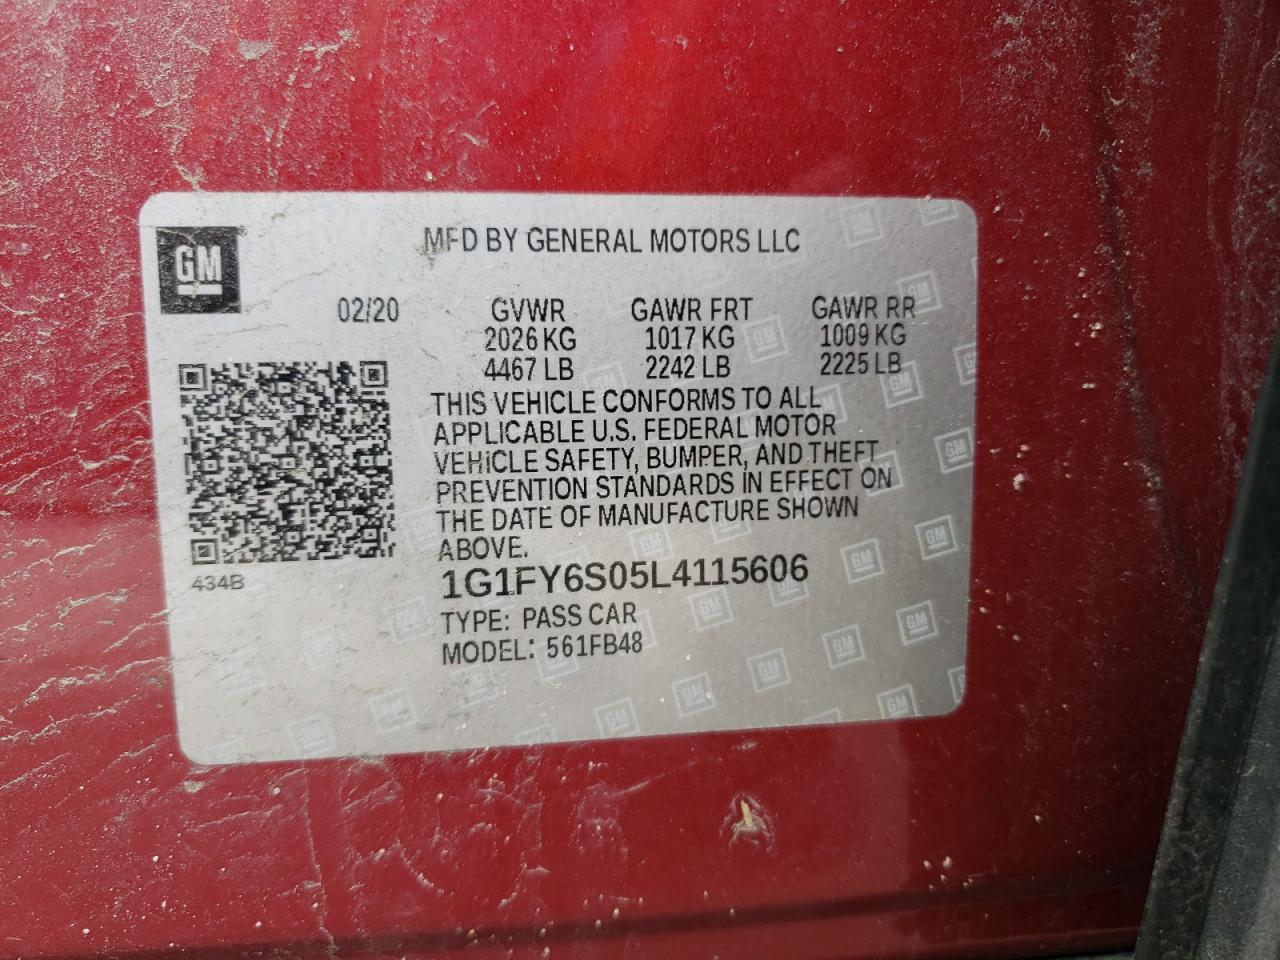 GM
MFD BY GENERAL MOTORS LLC
02/20 GVWR GAWR FRT GAWR RR
2026 KG 1017 KG 1009 KG
4467 LB 2242 LB 2225 LB
THIS VEHICLE CONFORMS TO ALL
APPLICABLE U.S. FEDERAL MOTOR
VEHICLE SAFETY, BUMPER, AND THEFT
PREVENTION STANDARDS IN EFFECT ON
THE DATE OF MANUFACTURE SHOWN
ABOVE.
434B
1G1FY6S05L4115606
TYPE: PASS CAR
MODEL: 561FB48